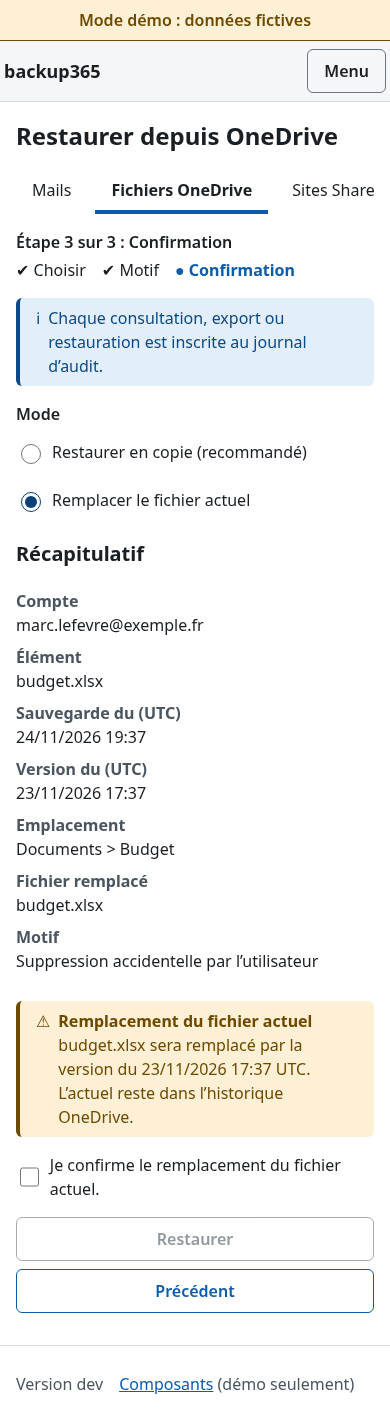 Mode démo : données fictives
backup365
Menu
Restaurer depuis OneDrive
Mails Fichiers OneDrive Sites Share
Étape 3 sur 3 : Confirmation
✔ Choisir ✔ Motif ● Confirmation
i Chaque consultation, export ou
restauration est inscrite au journal
d’audit.
Mode
Restaurer en copie (recommandé)
Remplacer le fichier actuel
Récapitulatif
Compte
marc.lefevre@exemple.fr
Élément
budget.xlsx
Sauvegarde du (UTC)
24/11/2026 19:37
Version du (UTC)
23/11/2026 17:37
Emplacement
Documents > Budget
Fichier remplacé
budget.xlsx
Motif
Suppression accidentelle par l’utilisateur
⚠ Remplacement du fichier actuel
budget.xlsx sera remplacé par la
version du 23/11/2026 17:37 UTC.
L’actuel reste dans l’historique
OneDrive.
Je confirme le remplacement du fichier
actuel.
Restaurer
Précédent
Version dev Composants (démo seulement)